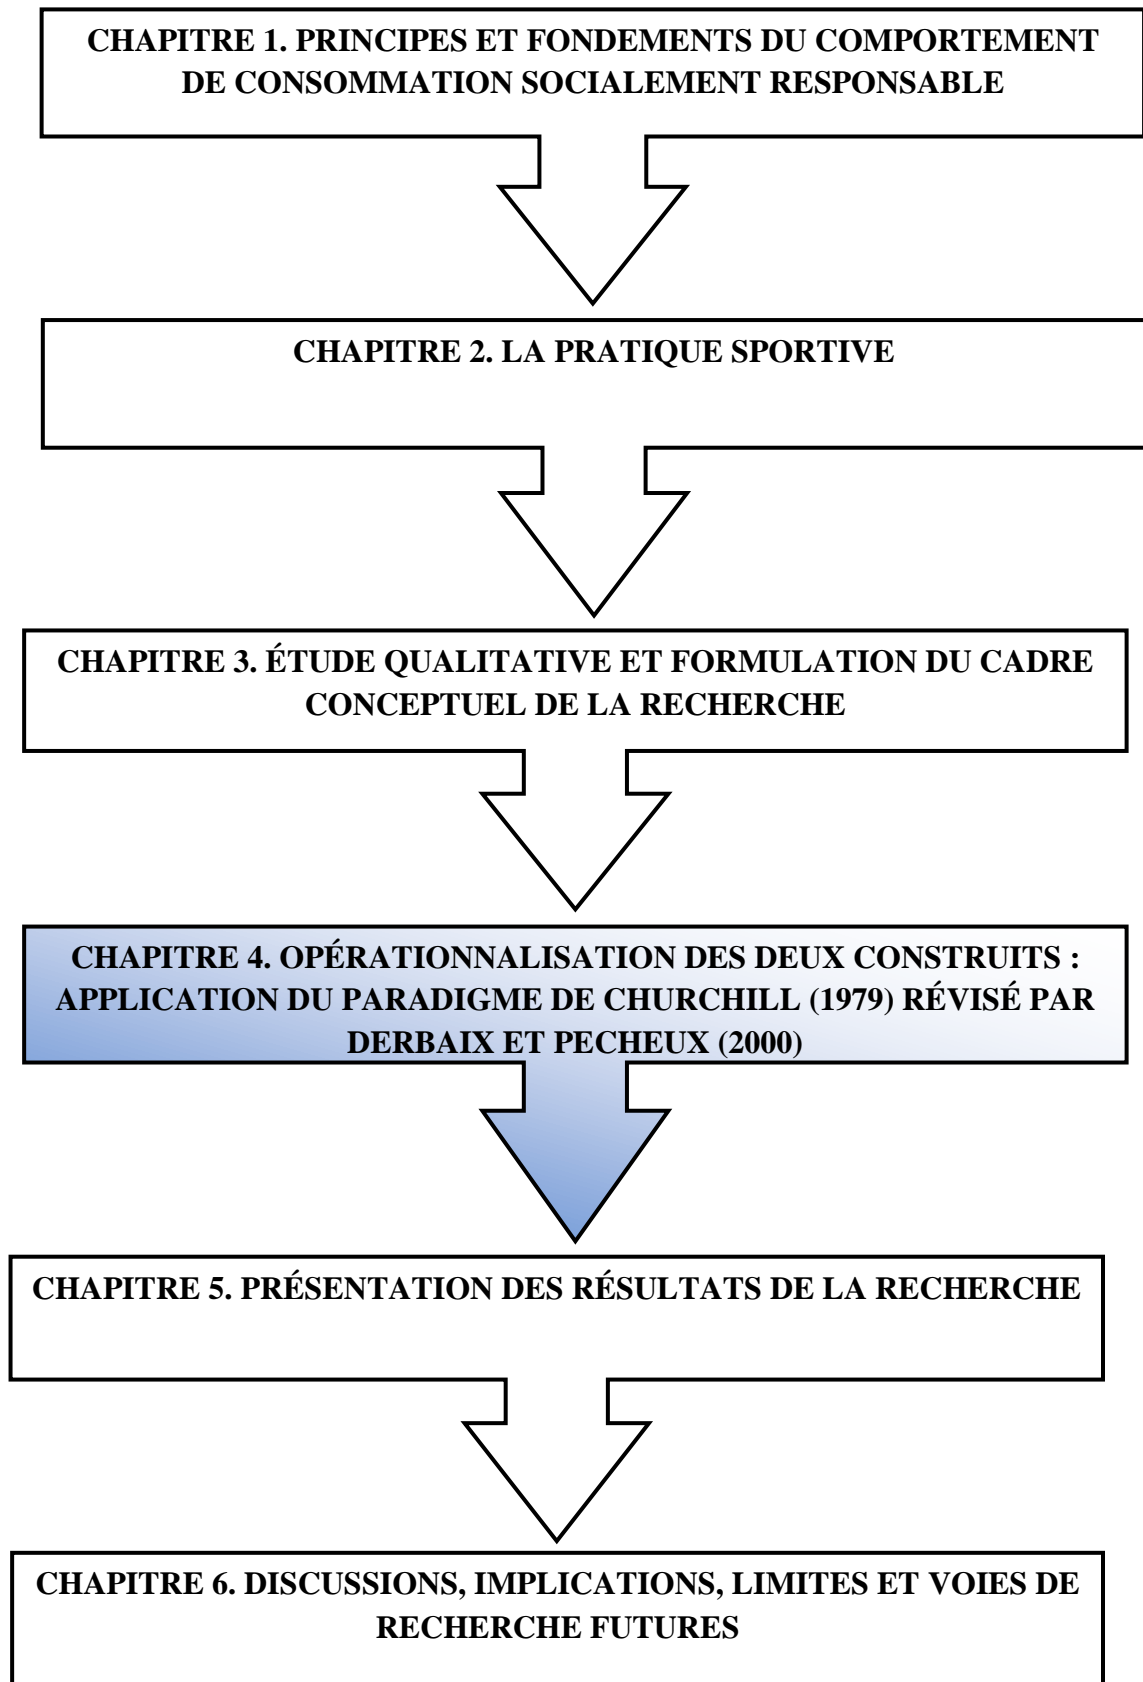 CHAPITRE 1. PRINCIPES ET FONDEMENTS DU COMPORTEMENT
DE CONSOMMATION SOCIALEMENT RESPONSABLE
CHAPITRE 2. LA PRATIQUE SPORTIVE
CHAPITRE 3. ÉTUDE QUALITATIVE ET FORMULATION DU CADRE
CONCEPTUEL DE LA RECHERCHE
CHAPITRE 4. OPÉRATIONNALISATION DES DEUX CONSTRUITS :
APPLICATION DU PARADIGME DE CHURCHILL (1979) RÉVISÉ PAR
DERBAIX ET PECHEUX (2000)
CHAPITRE 5. PRÉSENTATION DES RÉSULTATS DE LA RECHERCHE
CHAPITRE 6. DISCUSSIONS, IMPLICATIONS, LIMITES ET VOIES DE
RECHERCHE FUTURES